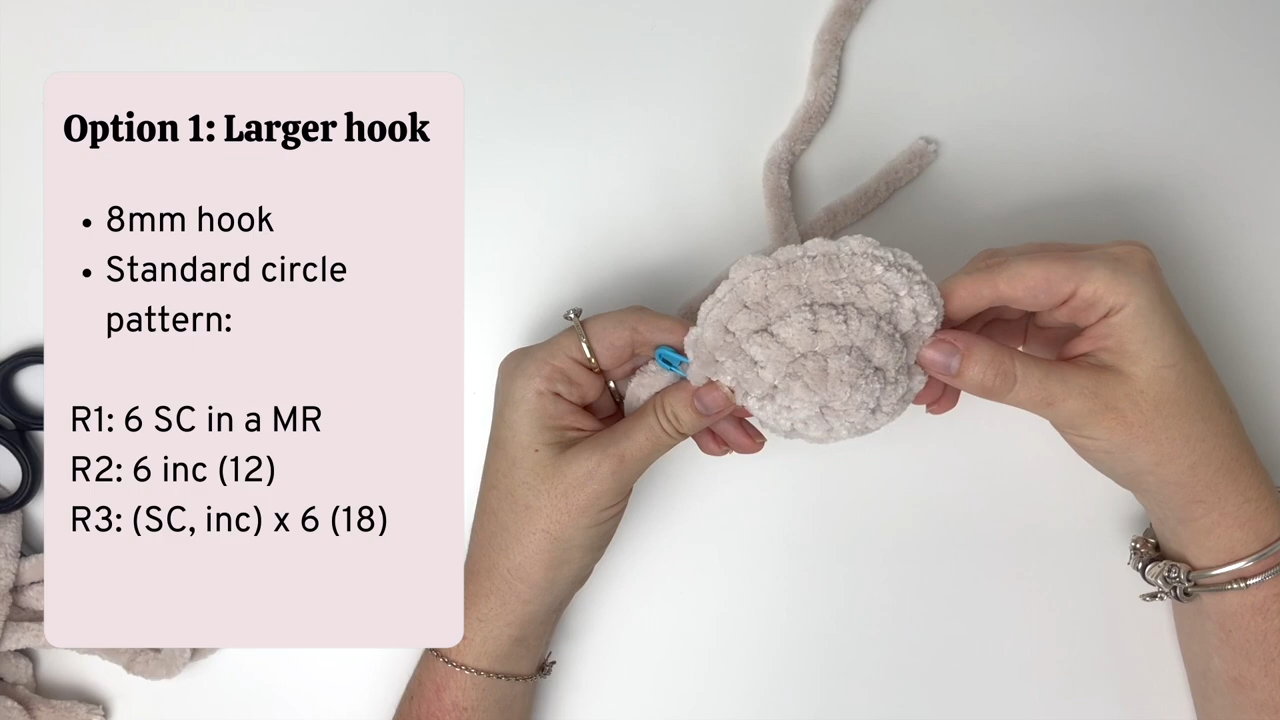 Option 1: Larger hook
• 8mm hook
• Standard circle
pattern:
R1: 6 SC in a MR
R2: 6 inc (12)
R3: (SC, inc) x 6 (18)